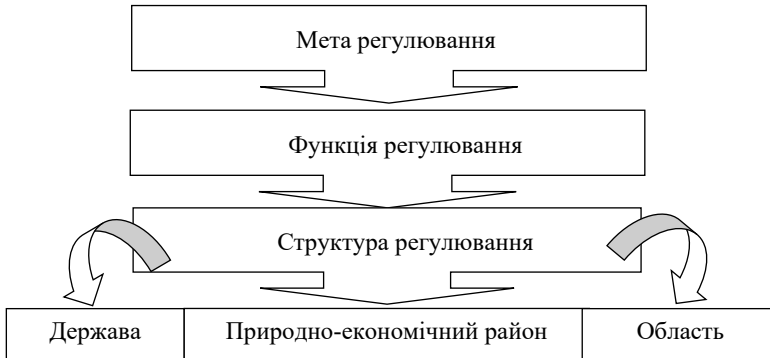 Мета регулювання
Функція регулювання
Структура регулювання
Держава
Природно-економічний район
Область